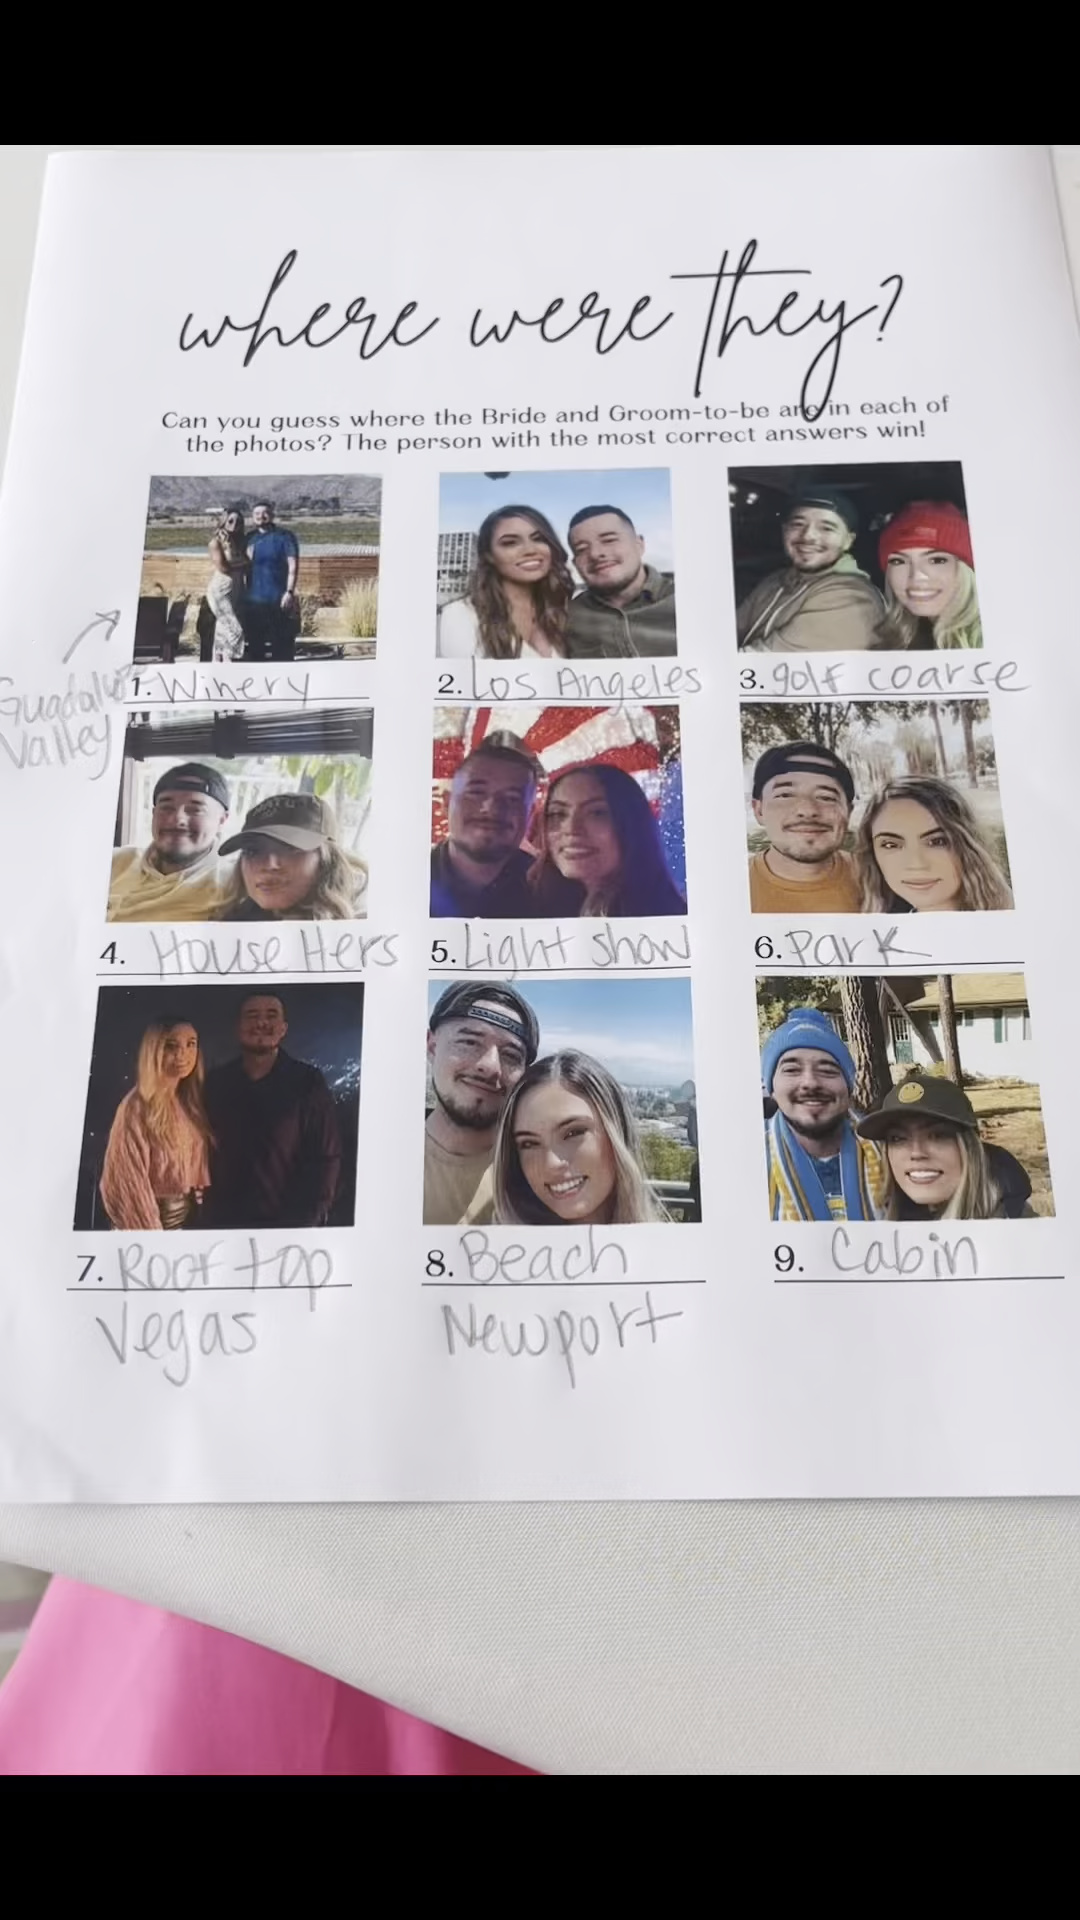 where were they?
Can you guess where the Bride and Groom-to-be are in each of
the photos? The person with the most correct answers win!
1. Winery
Valley
2. Los Angeles
3. golf coarse
4. House Hers
5. Light show
6. Park
7. Roof top
Vegas
8. Beach
Newport
9. Cabin